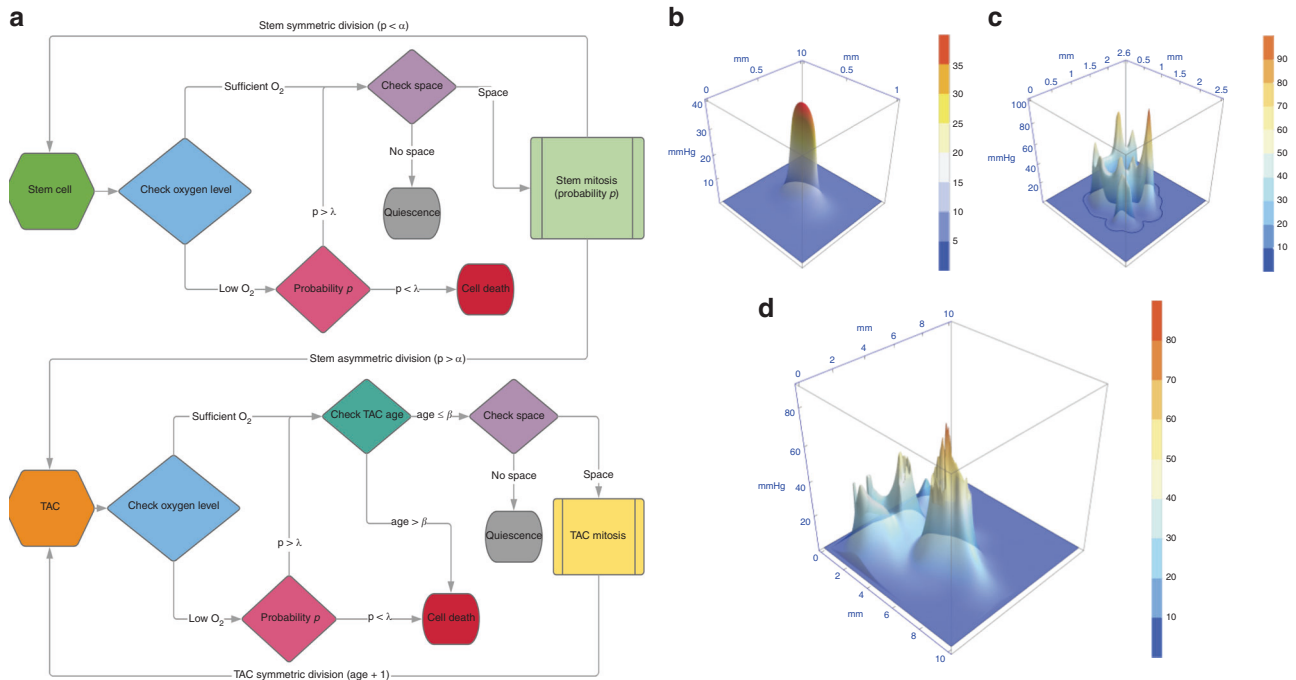 a
Stem symmetric division (p < α)
Sufficient O2
Check space
Space
No space
Stem cell
Check oxygen level
Stem mitosis
(probability p)
Quiescence
p > λ
Low O2
Probability p
p < λ
Cell death
Stem asymmetric division (p > α)
Sufficient O2
Check TAC age
age ≤ β
Check space
No space
Space
TAC
Check oxygen level
age > β
Quiescence
TAC mitosis
p > λ
Low O2
Probability p
p < λ
Cell death
TAC symmetric division (age + 1)
b
mm
10
mm
0.5
0.5
0
1
40
30
mmHg
20
10
35
30
25
20
15
10
5
c
mm
2.6
mm
2
0.5
1.5
1
1
1.5
0.5
2
0
2.5
100
80
60
mmHg
40
20
90
80
70
60
50
40
30
20
10
d
10
mm
8
6
4
2
0
80
60
mmHg
40
20
0
2
4
mm
6
8
10
80
70
60
50
40
30
20
10